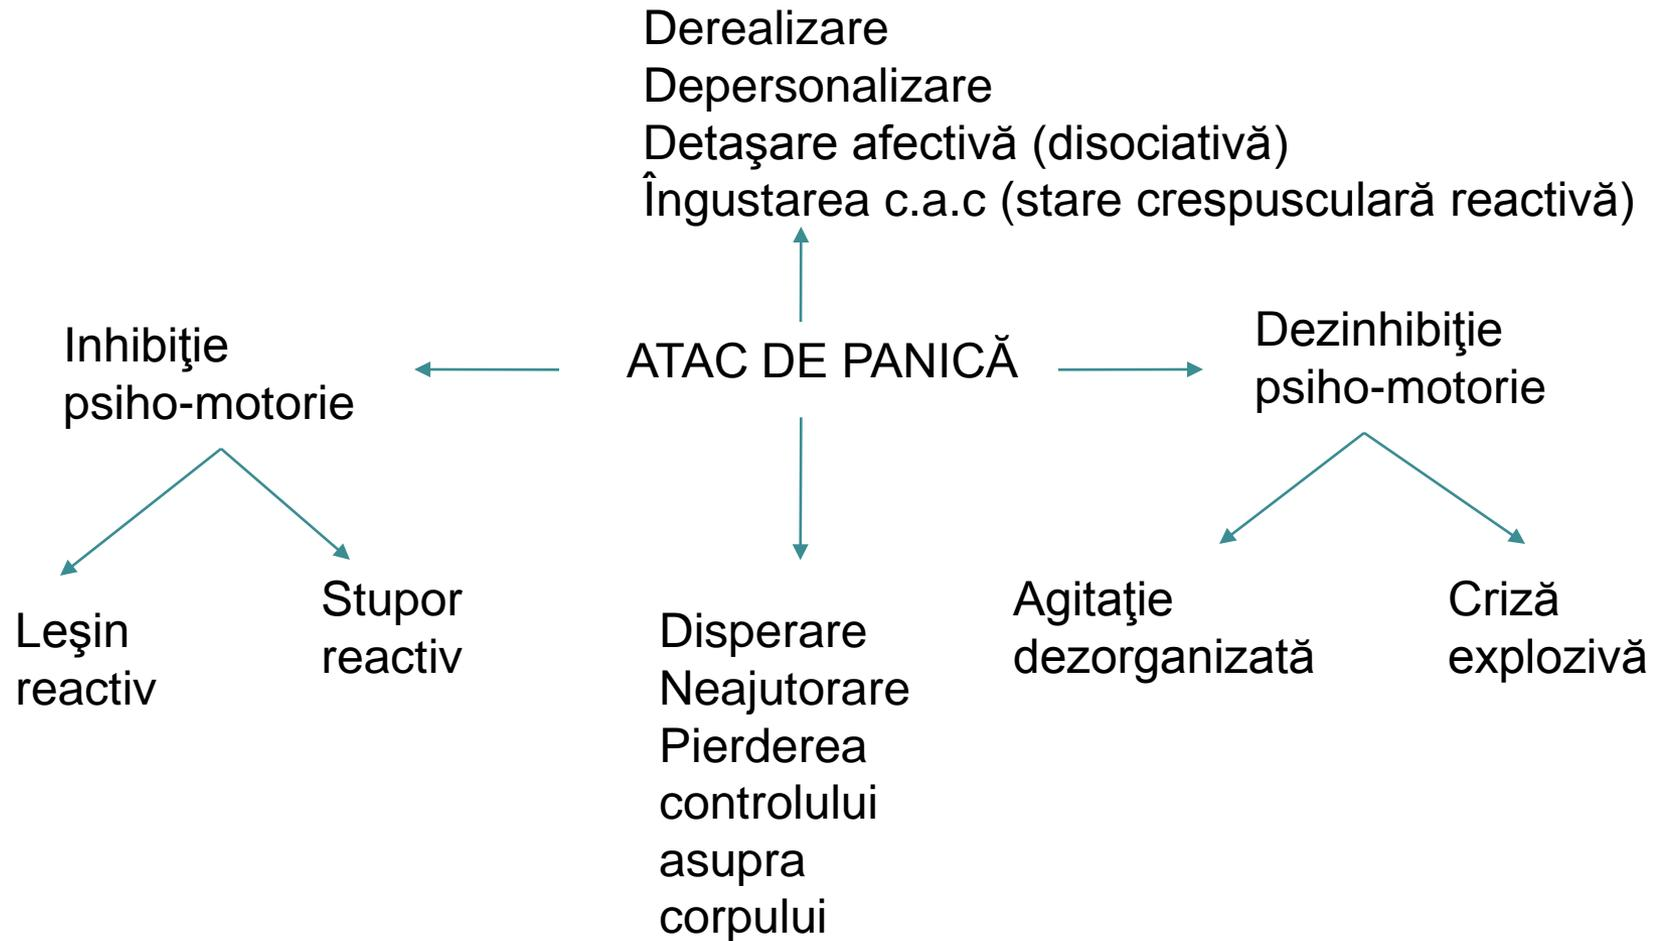 Derealizare
Depersonalizare
Detaşare afectivă (disociativă)
Îngustarea c.a.c (stare crespusculară reactivă)
Inhibiţie
psiho-motorie
ATAC DE PANICĂ
Dezinhibiţie
psiho-motorie
Leşin
reactiv
Stupor
reactiv
Disperare
Neajutorare
Pierderea
controlului
asupra
corpului
Agitaţie
dezorganizată
Criză
explozivă